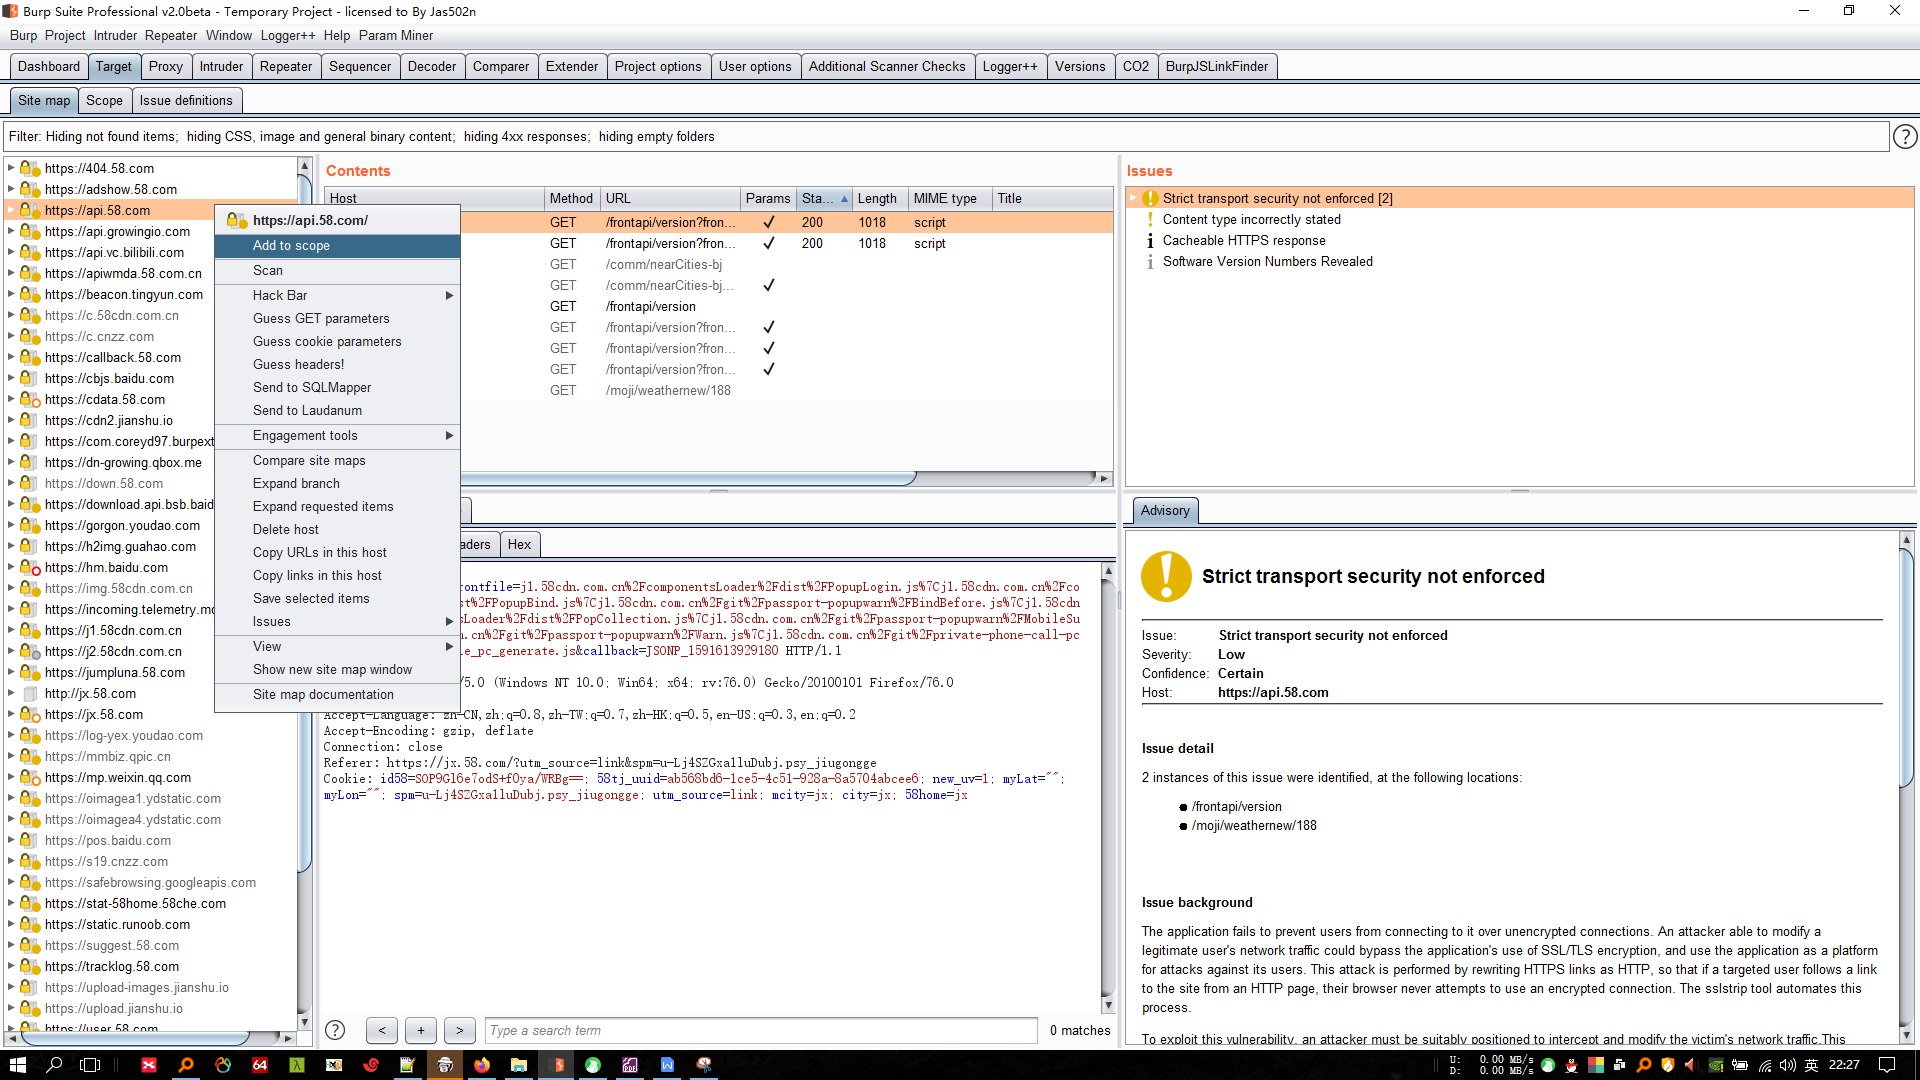 Burp Suite Professional v2.0beta - Temporary Project - licensed to By Jas502n
Burp Project Intruder Repeater Window Logger++ Help Param Miner
Dashboard Target Proxy Intruder Repeater Sequencer Decoder Comparer Extender Project options User options Additional Scanner Checks Logger++ Versions CO2 BurpJSLinkFinder
Site map Scope Issue definitions
Filter: Hiding not found items; hiding CSS, image and general binary content; hiding 4xx responses; hiding empty folders
https://404.58.com
https://adshow.58.com
https://api.58.com
https://api.growingio.com
https://api.vc.bilibili.com
https://apiwmda.58.com.cn
https://beacon.tingyun.com
https://c.58cdn.com.cn
https://c.cnzz.com
https://callback.58.com
https://cbjs.baidu.com
https://cdata.58.com
https://cdn2.jianshu.io
https://com.coreyd97.burpext
https://dn-growing.qbox.me
https://down.58.com
https://download.api.bsb.baid
https://gorgon.youdao.com
https://h2img.guahao.com
https://hm.baidu.com
https://img.58cdn.com.cn
https://incoming.telemetry.mo
https://j1.58cdn.com.cn
https://j2.58cdn.com.cn
https://jumpluna.58.com
http://jx.58.com
https://jx.58.com
https://log-yex.youdao.com
https://mmbiz.qpic.cn
https://mp.weixin.qq.com
https://oimagea1.ydstatic.com
https://oimagea4.ydstatic.com
https://pos.baidu.com
https://s19.cnzz.com
https://safebrowsing.googleapis.com
https://stat-58home.58che.com
https://static.runoob.com
https://suggest.58.com
https://tracklog.58.com
https://upload-images.jianshu.io
https://upload.jianshu.io
https://user.58.com
https://api.58.com/
Add to scope
Scan
Hack Bar
Guess GET parameters
Guess cookie parameters
Guess headers!
Send to SQLMapper
Send to Laudanum
Engagement tools
Compare site maps
Expand branch
Expand requested items
Delete host
Copy URLs in this host
Copy links in this host
Save selected items
Issues
View
Show new site map window
Site map documentation
Contents
Host Method URL Params Sta... Length MIME type Title
GET /frontapi/version?fron... ✓ 200 1018 script
GET /frontapi/version?fron... ✓ 200 1018 script
GET /comm/nearCities-bj
GET /comm/nearCities-bj... ✓
GET /frontapi/version
GET /frontapi/version?fron... ✓
GET /frontapi/version?fron... ✓
GET /frontapi/version?fron... ✓
GET /moji/weathernew/188
aders Hex
rontfile=j1.58cdn.com.cn%2FcomponentsLoader%2Fdist%2FPopupLogin.js%7Cj1.58cdn.com.cn%2Fco
st%2FPopupBind.js%7Cj1.58cdn.com.cn%2Fgit%2Fpassport-popupwarn%2FBindBefore.js%7Cj1.58cdn
sLoader%2Fdist%2FPopCollection.js%7Cj1.58cdn.com.cn%2Fgit%2Fpassport-popupwarn%2FMobileSu
.cn%2Fgit%2Fpassport-popupwarn%2FWarn.js%7Cj1.58cdn.com.cn%2Fgit%2Fprivate-phone-call-pc
e_pc_generate.js&callback=JSONP_1591613929180 HTTP/1.1
/5.0 (Windows NT 10.0; Win64; x64; rv:76.0) Gecko/20100101 Firefox/76.0
Accept-Language: zh-CN,zh;q=0.8,zh-TW;q=0.7,zh-HK;q=0.5,en-US;q=0.3,en;q=0.2
Accept-Encoding: gzip, deflate
Connection: close
Referer: https://jx.58.com/?utm_source=link&spm=u-Lj4SZGxalluDubj.psy_jiugongge
Cookie: id58=SOP9Gl6e7odS+f0ya/WRBg==; 58tj_uuid=ab568bd6-1ce5-4c51-928a-8a5704abcee6; new_uv=1; myLat="";
myLon=""; spm=u-Lj4SZGxalluDubj.psy_jiugongge; utm_source=link; mcity=jx; city=jx; 58home=jx
? < + > Type a search term 0 matches
Issues
Strict transport security not enforced [2]
Content type incorrectly stated
Cacheable HTTPS response
Software Version Numbers Revealed
Advisory
Strict transport security not enforced
Issue: Strict transport security not enforced
Severity: Low
Confidence: Certain
Host: https://api.58.com
Issue detail
2 instances of this issue were identified, at the following locations:
/frontapi/version
/moji/weathernew/188
Issue background
The application fails to prevent users from connecting to it over unencrypted connections. An attacker able to modify a
legitimate user's network traffic could bypass the application's use of SSL/TLS encryption, and use the application as a platform
for attacks against its users. This attack is performed by rewriting HTTPS links as HTTP, so that if a targeted user follows a link
to the site from an HTTP page, their browser never attempts to use an encrypted connection. The sslstrip tool automates this
process.
To exploit this vulnerability, an attacker must be suitably positioned to intercept and modify the victim's network traffic.This
64
U: 0.00 MB/s
D: 0.00 MB/s
英 22:27